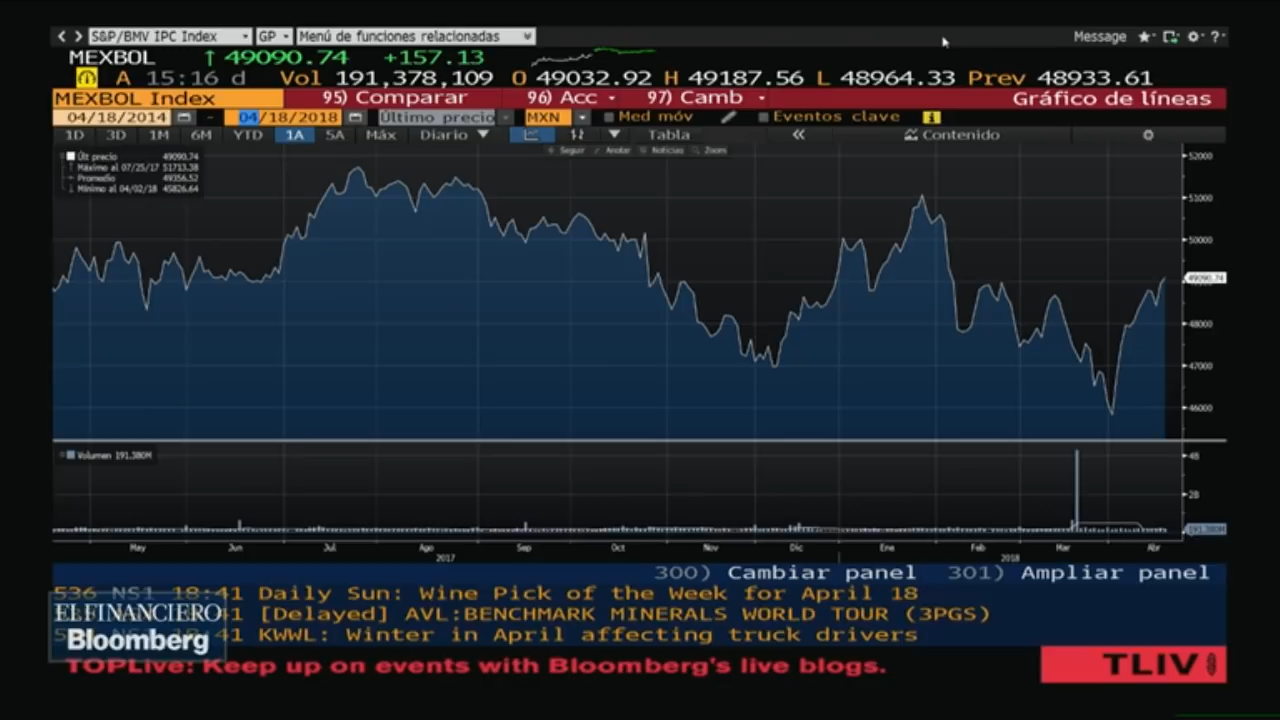 S&P/BMV IPC Index GP Menú de funciones relacionadas Message
MEXBOL ↑ 49090.74 +157.13
A 15:16 d Vol 191,378,109 O 49032.92 H 49187.56 L 48964.33 Prev 48933.61
MEXBOL Index 95) Comparar 96) Acc 97) Camb Gráfico de líneas
04/18/2014 - 04/18/2018 Último precio MXN Med móv Eventos clave
1D 3D 1M 6M YTD 1A 5A Máx Diario Tabla « Contenido
Seguir Anotar Noticias Zoom
Últ precio 49090.74
Máximo al 07/25/17 51713.38
Promedio 49356.52
Mínimo al 04/02/18 45826.64
52000
51000
50000
49090.74
48000
47000
46000
Volumen 191.380M
4B
2B
191.380M
May Jun Jul Ago Sep Oct Nov Dic Ene Feb Mar Abr
2017 2018
300) Cambiar panel 301) Ampliar panel
536 NS1 18:41 Daily Sun: Wine Pick of the Week for April 18
41 [Delayed] AVL:BENCHMARK MINERALS WORLD TOUR (3PGS)
41 KWWL: Winter in April affecting truck drivers
EL FINANCIERO
Bloomberg
TOPLive: Keep up on events with Bloomberg's live blogs. TLIV